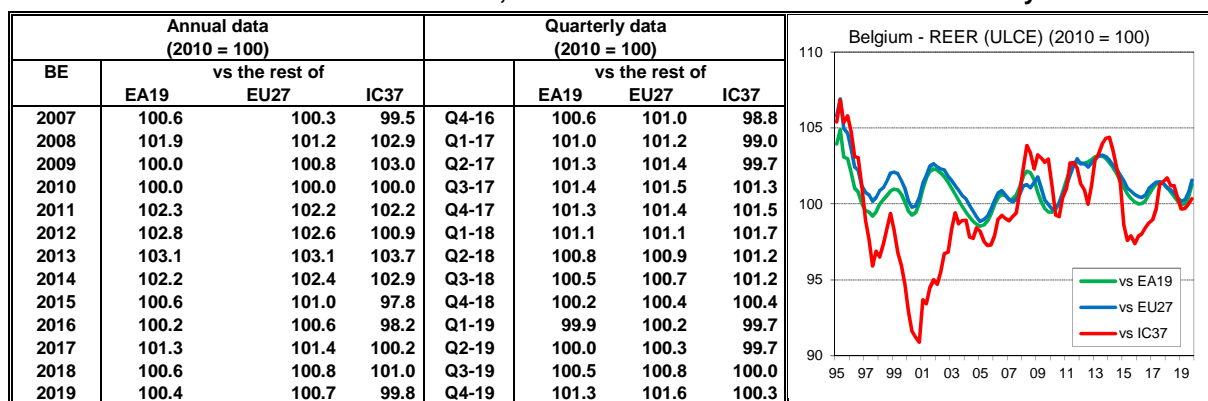 Annual data Quarterly data
(2010 = 100) (2010 = 100)
BE vs the rest of vs the rest of
EA19 EU27 IC37 EA19 EU27 IC37
2007 100.6 100.3 99.5 Q4-16 100.6 101.0 98.8
2008 101.9 101.2 102.9 Q1-17 101.0 101.2 99.0
2009 100.0 100.8 103.0 Q2-17 101.3 101.4 99.7
2010 100.0 100.0 100.0 Q3-17 101.4 101.5 101.3
2011 102.3 102.2 102.2 Q4-17 101.3 101.4 101.5
2012 102.8 102.6 100.9 Q1-18 101.1 101.1 101.7
2013 103.1 103.1 103.7 Q2-18 100.8 100.9 101.2
2014 102.2 102.4 102.9 Q3-18 100.5 100.7 101.2
2015 100.6 101.0 97.8 Q4-18 100.2 100.4 100.4
2016 100.2 100.6 98.2 Q1-19 99.9 100.2 99.7
2017 101.3 101.4 100.2 Q2-19 100.0 100.3 99.7
2018 100.6 100.8 101.0 Q3-19 100.5 100.8 100.0
2019 100.4 100.7 99.8 Q4-19 101.3 101.6 100.3
Belgium - REER (ULCE) (2010 = 100)
110
105
100
95
90
vs EA19
vs EU27
vs IC37
95 97 99 01 03 05 07 09 11 13 15 17 19